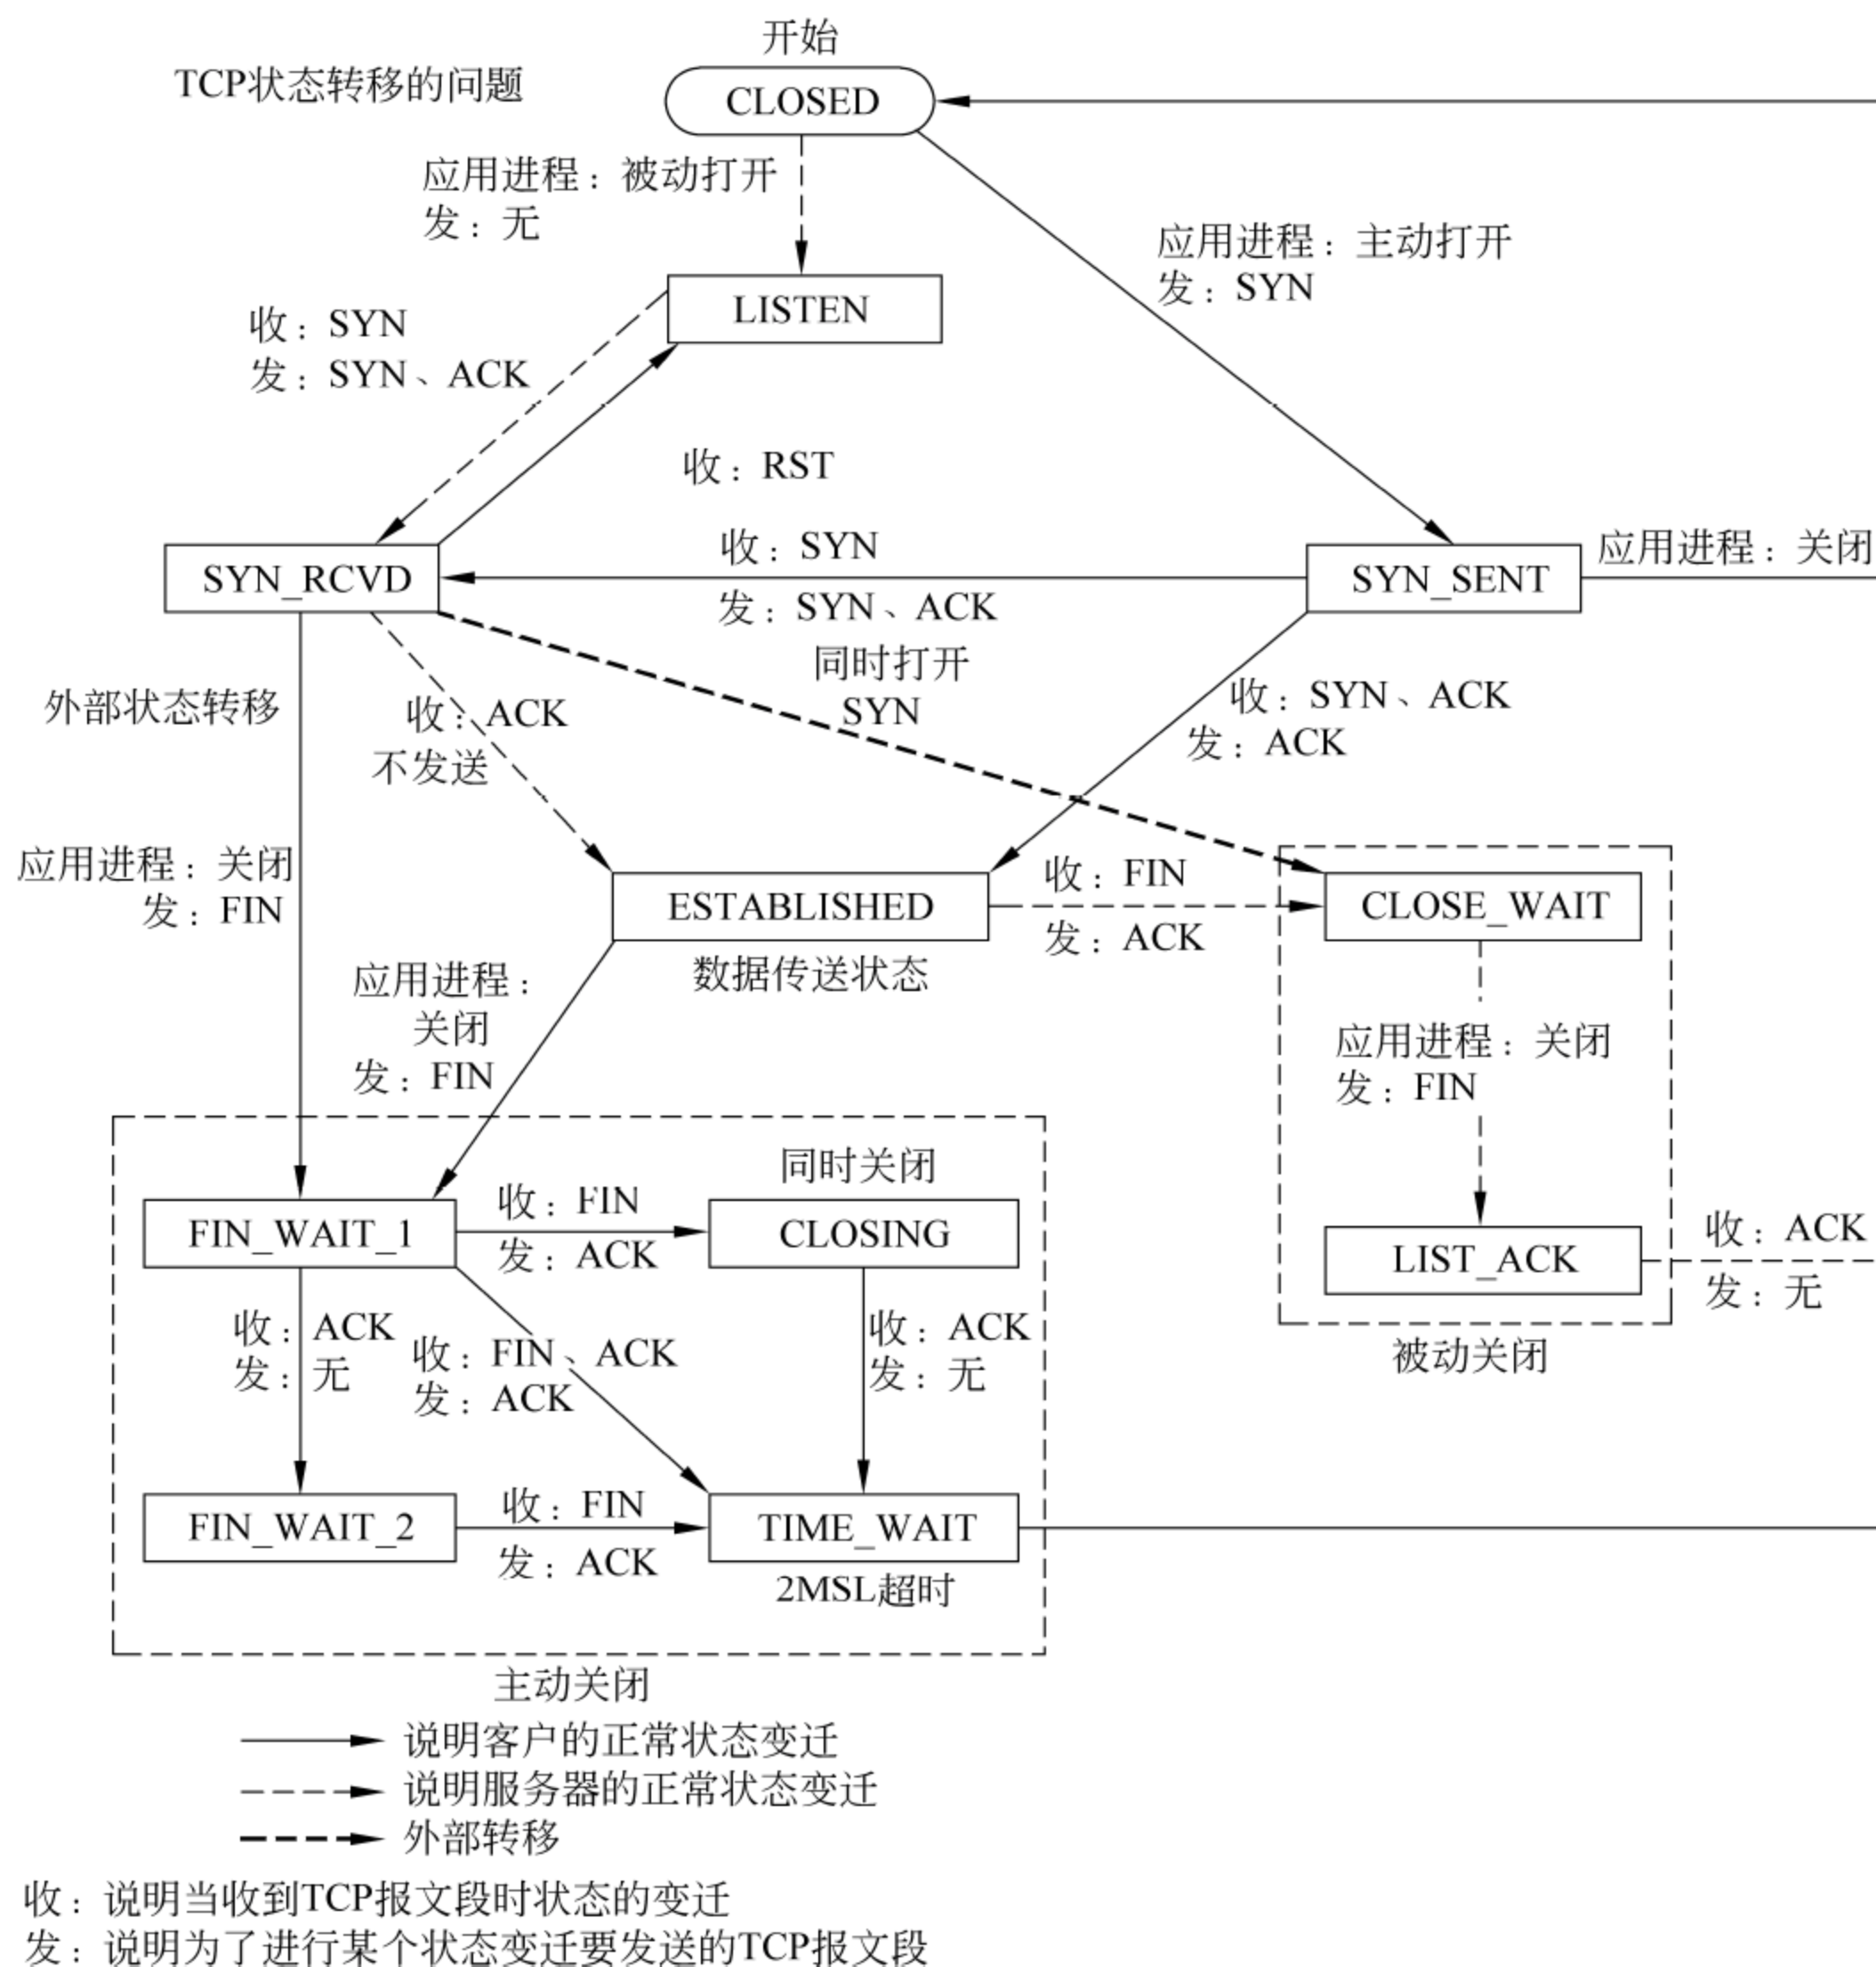 开始
TCP状态转移的问题
CLOSED
应用进程：被动打开
发：无
应用进程：主动打开
发：SYN
LISTEN
收：SYN
发：SYN、ACK
收：RST
收：SYN
SYN_RCVD
SYN_SENT
应用进程：关闭
发：SYN、ACK
同时打开
SYN
外部状态转移
收：ACK
不发送
收：SYN、ACK
发：ACK
应用进程：关闭
发：FIN
ESTABLISHED
数据传送状态
收：FIN
发：ACK
CLOSE_WAIT
应用进程：
关闭
发：FIN
应用进程：关闭
发：FIN
同时关闭
FIN_WAIT_1
收：FIN
发：ACK
CLOSING
LIST_ACK
收：ACK
发：无
被动关闭
收：ACK
发：无
收：FIN、ACK
发：ACK
收：ACK
发：无
FIN_WAIT_2
收：FIN
发：ACK
TIME_WAIT
2MSL超时
主动关闭
说明客户的正常状态变迁
说明服务器的正常状态变迁
外部转移
收：说明当收到TCP报文段时状态的变迁
发：说明为了进行某个状态变迁要发送的TCP报文段